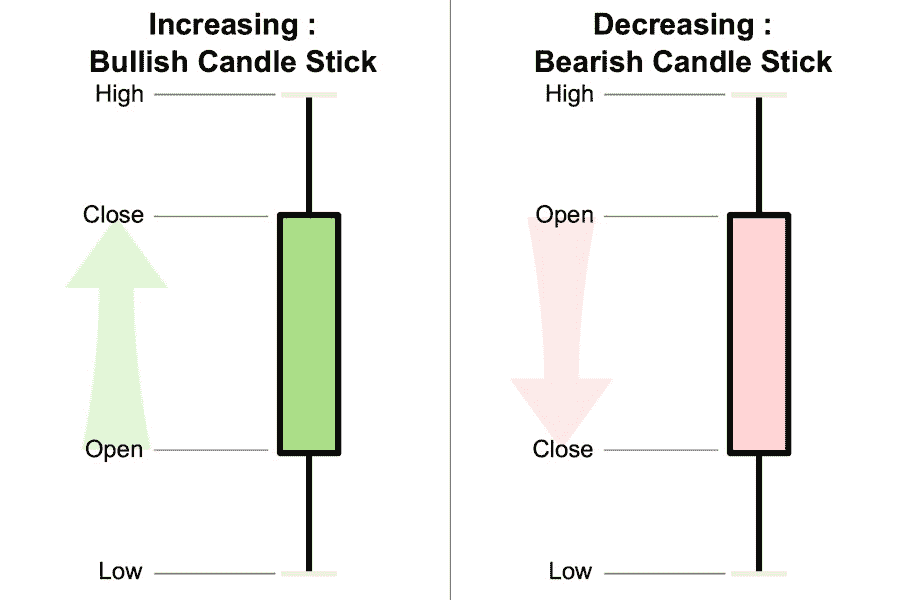 Increasing :
Bullish Candle Stick
High
Close
Open
Low
Decreasing :
Bearish Candle Stick
High
Open
Close
Low